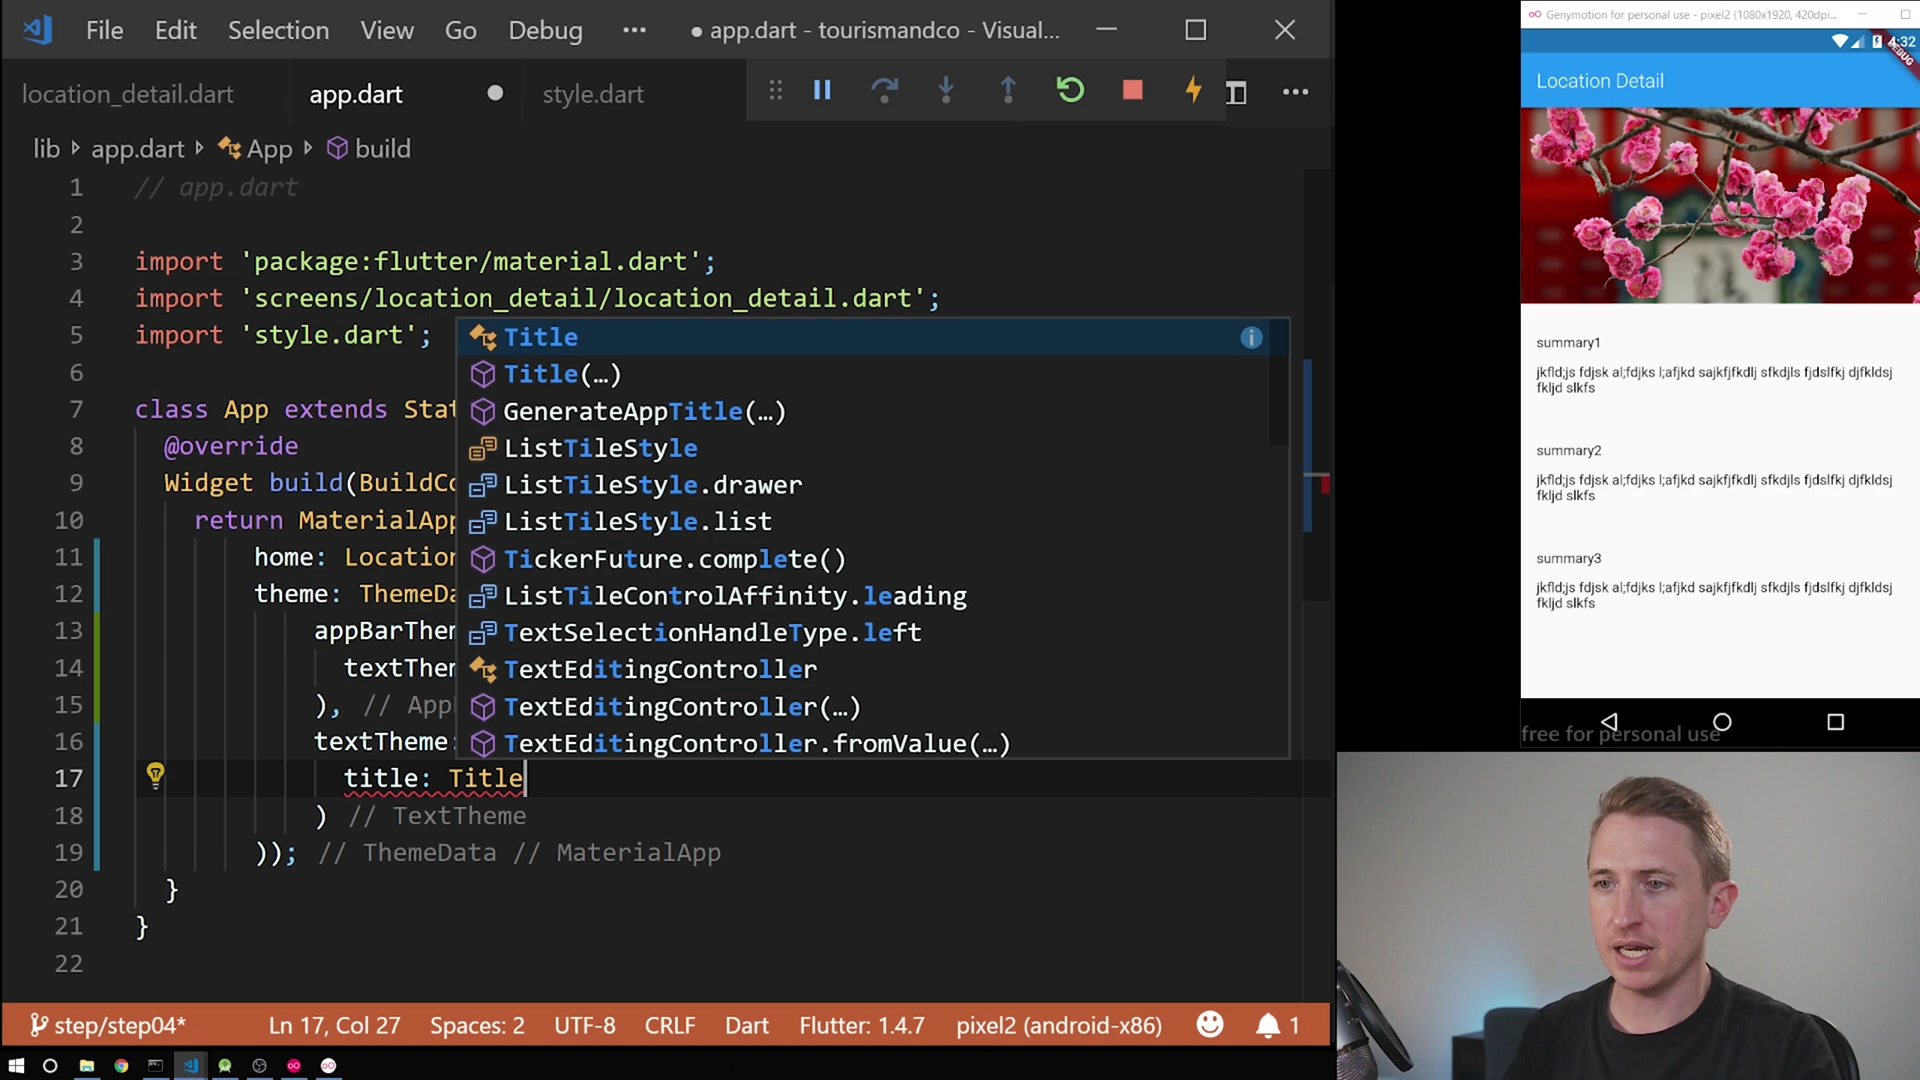 File Edit Selection View Go Debug ··· ● app.dart - tourismandco - Visual...
location_detail.dart app.dart ● style.dart
lib app.dart App build
1 // app.dart
2
3 import 'package:flutter/material.dart';
4 import 'screens/location_detail/location_detail.dart';
5 import 'style.dart';
6
7 class App extends Stat
8 @override
9 Widget build(BuildCo
10 return MaterialApp
11 home: Location
12 theme: ThemeDa
13 appBarThem
14 textThem
15 ), // App
16 textTheme:
17 title: Title
18 ) // TextTheme
19 )); // ThemeData // MaterialApp
20 }
21 }
22
Title
Title(…)
GenerateAppTitle(…)
ListTileStyle
ListTileStyle.drawer
ListTileStyle.list
TickerFuture.complete()
ListTileControlAffinity.leading
TextSelectionHandleType.left
TextEditingController
TextEditingController(…)
TextEditingController.fromValue(…)
step/step04* Ln 17, Col 27 Spaces: 2 UTF-8 CRLF Dart Flutter: 1.4.7 pixel2 (android-x86) 1
Genymotion for personal use - pixel2 (1080x1920, 420dpi...
4:32
DEBUG
Location Detail
summary1
jkfld;js fdjsk al;fdjks l;afjkd sajkfjfkdlj sfkdjls fjdslfkj djfkldsj
fkljd slkfs
summary2
jkfld;js fdjsk al;fdjks l;afjkd sajkfjfkdlj sfkdjls fjdslfkj djfkldsj
fkljd slkfs
summary3
jkfld;js fdjsk al;fdjks l;afjkd sajkfjfkdlj sfkdjls fjdslfkj djfkldsj
fkljd slkfs
free for personal use